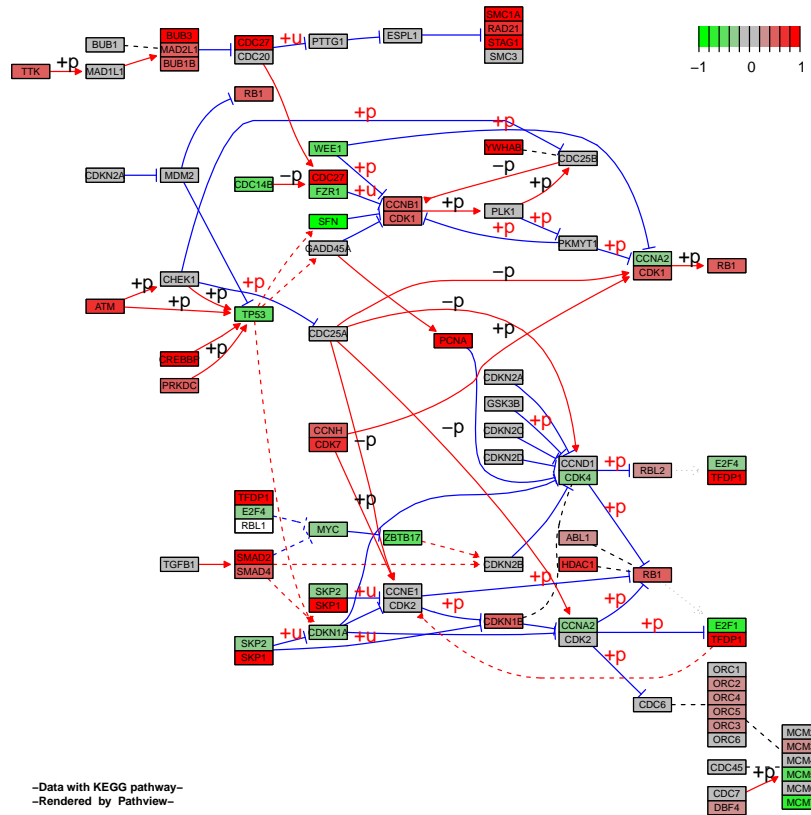 SMC1A
RAD21
STAG1
SMC3
BUB3
MAD2L1
BUB1B
BUB1
CDC27
CDC20
+u
PTTG1
ESPL1
−1 0 1
TTK
+p
MAD1L1
RB1
+p
WEE1
YWHAB
CDC25B
+p
−p
CDKN2A
MDM2
CDC14B
−p
CDC27
FZR1
+u
CCNB1
CDK1
+p
+p
PLK1
+p
SFN
GADD45A
+p
PKMYT1
+p
CCNA2
CDK1
+p
RB1
CHEK1
+p
+p
+p
+p
−p
ATM
TP53
−p
CDC25A
+p
PCNA
CREBBP
PRKDC
CDKN2A
GSK3B
+p
CDKN2C
CDKN2D
CCNH
CDK7
−p
−p
CCND1
CDK4
+p
RBL2
E2F4
TFDP1
+p
+p
TFDP1
E2F4
RBL1
MYC
ZBTB17
ABL1
TGFB1
SMAD2
SMAD4
CDKN2B
HDAC1
RB1
SKP2
SKP1
+u
CCNE1
CDK2
+p
+p
+p
CDKN1B
SKP2
SKP1
+u
CDKN1A
+u
CCNA2
CDK2
+p
E2F1
TFDP1
+p
CDC6
ORC1
ORC2
ORC4
ORC5
ORC3
ORC6
CDC45
+p
CDC7
DBF4
−Data with KEGG pathway−
−Rendered by Pathview−